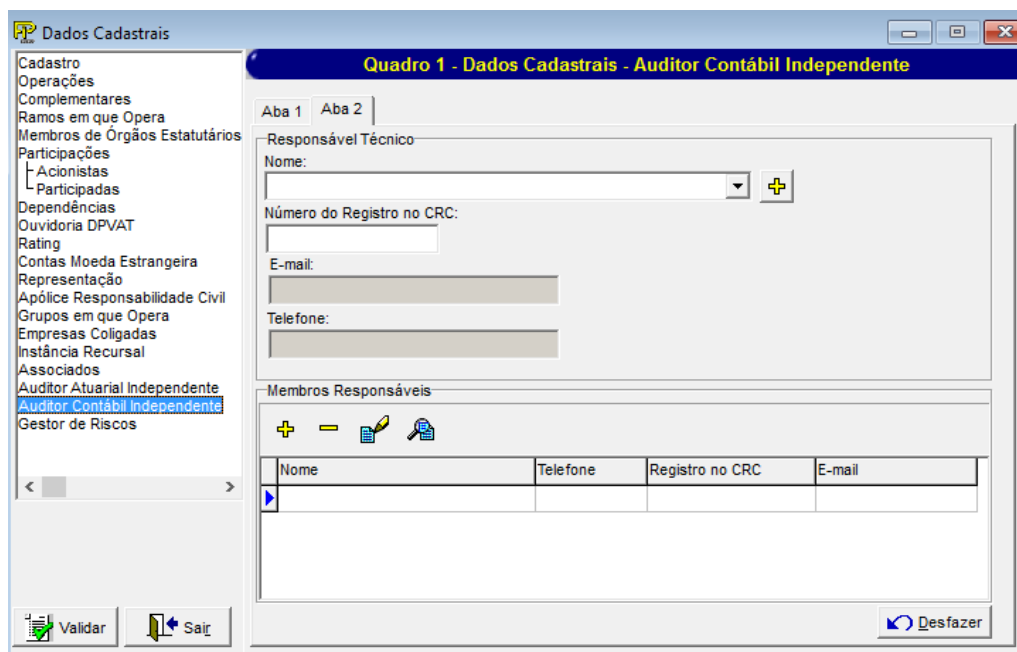 Dados Cadastrais
Cadastro
Operações
Complementares
Ramos em que Opera
Membros de Órgãos Estatutários
Participações
Acionistas
Participadas
Dependências
Ouvidoria DPVAT
Rating
Contas Moeda Estrangeira
Representação
Apólice Responsabilidade Civil
Grupos em que Opera
Empresas Coligadas
Instância Recursal
Associados
Auditor Atuarial Independente
Auditor Contábil Independente
Gestor de Riscos
Validar
Sair
Quadro 1 - Dados Cadastrais - Auditor Contábil Independente
Aba 1 Aba 2
Responsável Técnico
Nome:
Número do Registro no CRC:
E-mail:
Telefone:
Membros Responsáveis
Nome Telefone Registro no CRC E-mail
Desfazer